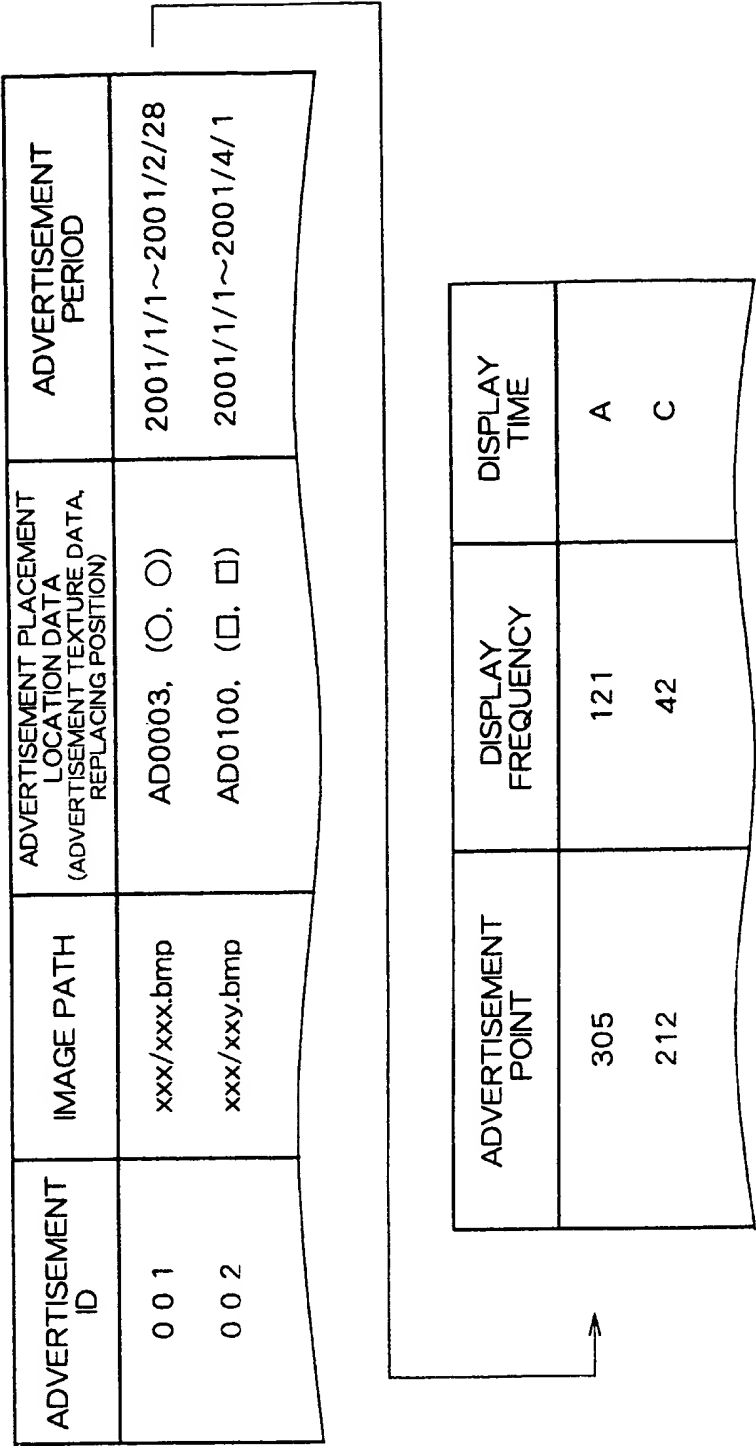 ADVERTISEMENT
ID
IMAGE PATH
ADVERTISEMENT PLACEMENT
LOCATION DATA
(ADVERTISEMENT TEXTURE DATA,
REPLACING POSITION)
ADVERTISEMENT
PERIOD
001
xxx/xxx.bmp
AD0003, (○, ○)
2001/1/1~2001/2/28
002
xxx/xxy.bmp
AD0100, (□, □)
2001/1/1~2001/4/1
ADVERTISEMENT
POINT
DISPLAY
FREQUENCY
DISPLAY
TIME
305
121
A
212
42
C